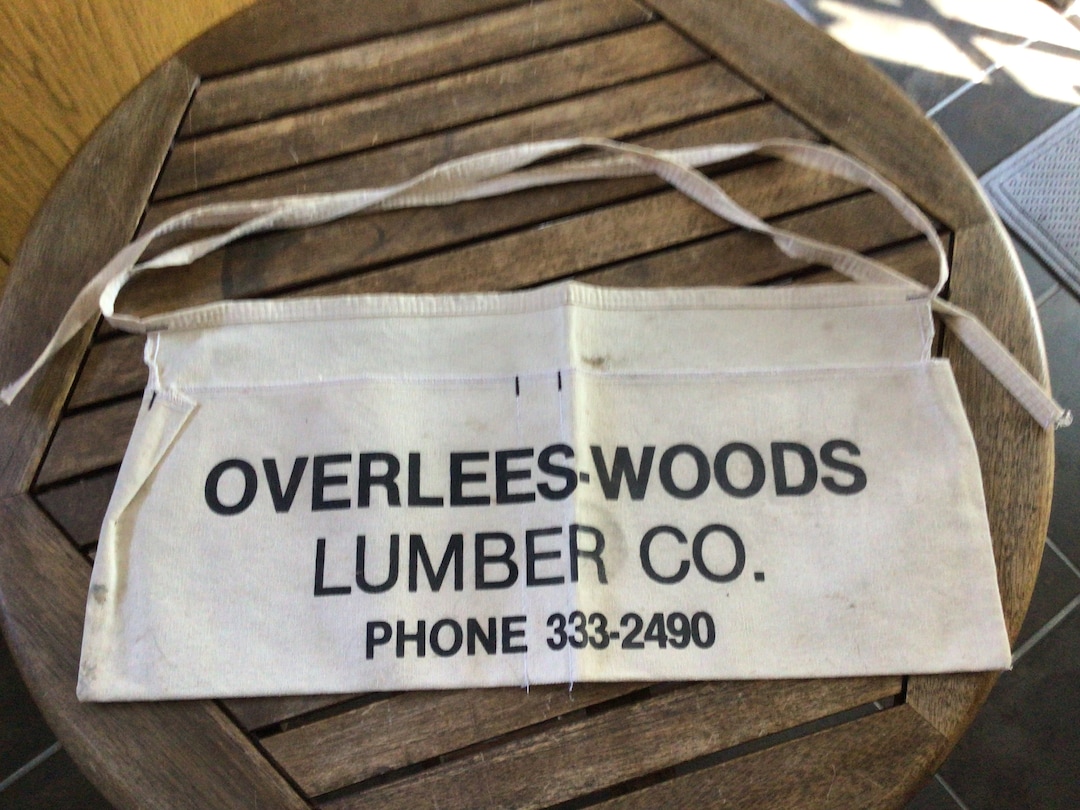 OVERLEES-WOODS
LUMBER CO.
PHONE 333-2490